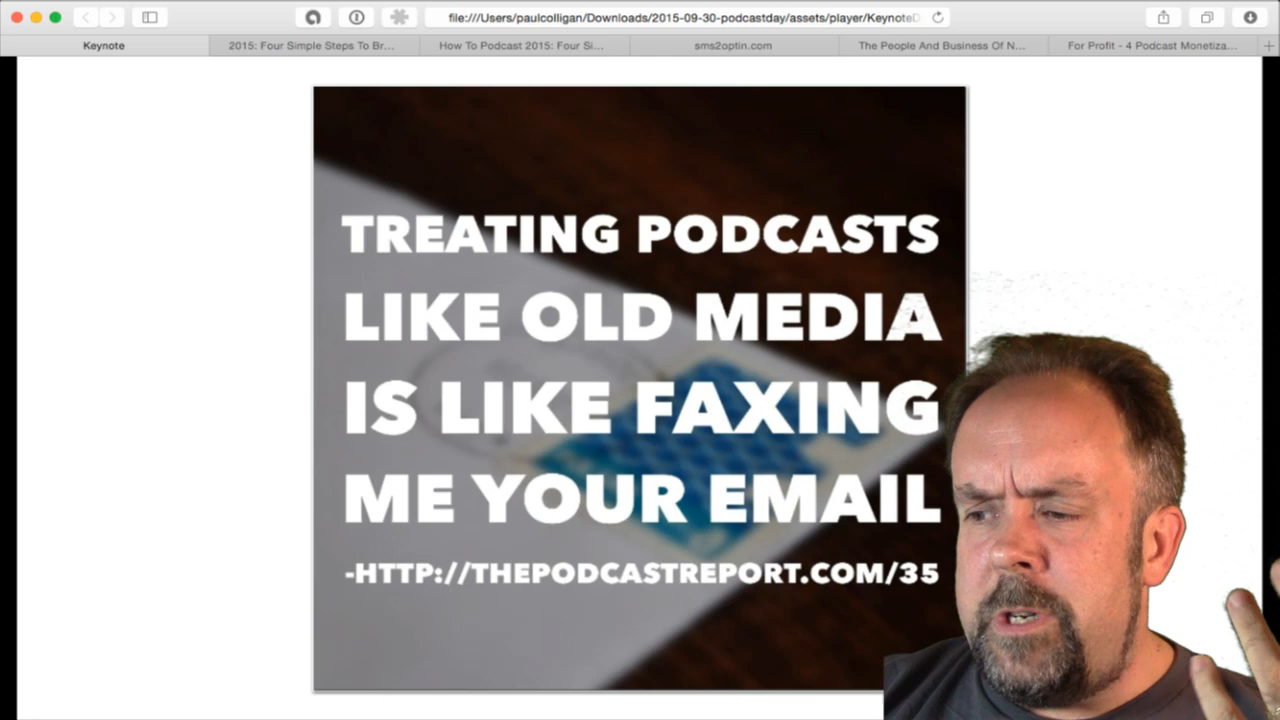 file:///Users/paulcolligan/Downloads/2015-09-30-podcastday/assets/player/KeynoteD
Keynote
2015: Four Simple Steps To Br...
How To Podcast 2015: Four Si...
sms2optin.com
The People And Business Of N...
For Profit - 4 Podcast Monetiza...
TREATING PODCASTS
LIKE OLD MEDIA
IS LIKE FAXING
ME YOUR EMAIL
-HTTP://THEPODCASTREPORT.COM/35